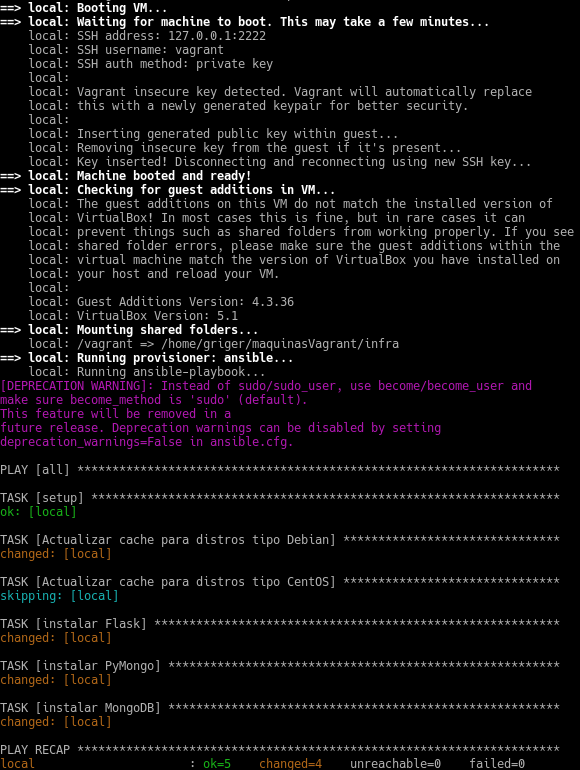 ==> local: Booting VM...
==> local: Waiting for machine to boot. This may take a few minutes...
    local: SSH address: 127.0.0.1:2222
    local: SSH username: vagrant
    local: SSH auth method: private key
    local:
    local: Vagrant insecure key detected. Vagrant will automatically replace
    local: this with a newly generated keypair for better security.
    local:
    local: Inserting generated public key within guest...
    local: Removing insecure key from the guest if it's present...
    local: Key inserted! Disconnecting and reconnecting using new SSH key...
==> local: Machine booted and ready!
==> local: Checking for guest additions in VM...
    local: The guest additions on this VM do not match the installed version of
    local: VirtualBox! In most cases this is fine, but in rare cases it can
    local: prevent things such as shared folders from working properly. If you see
    local: shared folder errors, please make sure the guest additions within the
    local: virtual machine match the version of VirtualBox you have installed on
    local: your host and reload your VM.
    local:
    local: Guest Additions Version: 4.3.36
    local: VirtualBox Version: 5.1
==> local: Mounting shared folders...
    local: /vagrant => /home/griger/maquinasVagrant/infra
==> local: Running provisioner: ansible...
    local: Running ansible-playbook...
[DEPRECATION WARNING]: Instead of sudo/sudo_user, use become/become_user and
make sure become_method is 'sudo' (default).
This feature will be removed in a
future release. Deprecation warnings can be disabled by setting
deprecation_warnings=False in ansible.cfg.

PLAY [all] *********************************************************************

TASK [setup] *******************************************************************
ok: [local]

TASK [Actualizar cache para distros tipo Debian] *******************************
changed: [local]

TASK [Actualizar cache para distros tipo CentOS] *******************************
skipping: [local]

TASK [instalar Flask] **********************************************************
changed: [local]

TASK [instalar PyMongo] ********************************************************
changed: [local]

TASK [instalar MongoDB] ********************************************************
changed: [local]

PLAY RECAP *********************************************************************
local                      : ok=5    changed=4    unreachable=0    failed=0